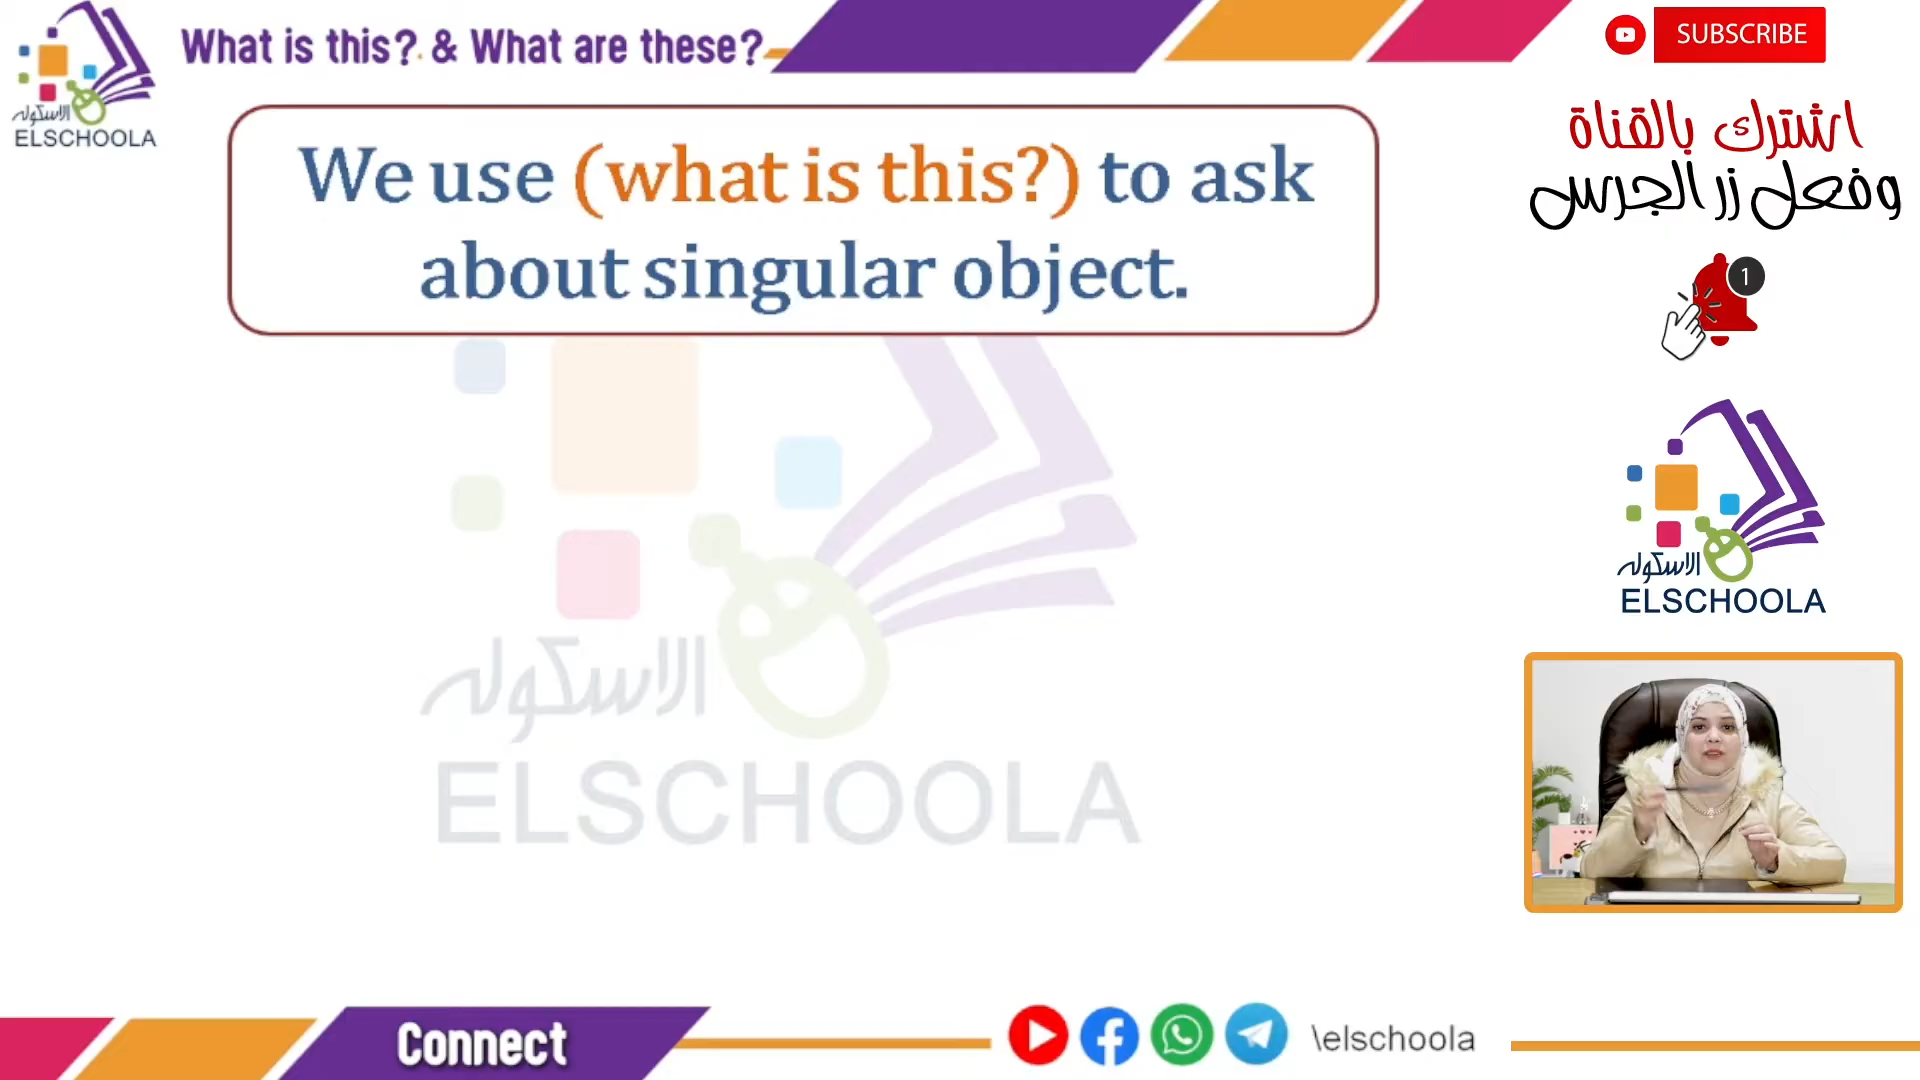 What is this? & What are these?
SUBSCRIBE
الاسكوله
ELSCHOOLA
We use (what is this?) to ask
about singular object.
اشترك بالقناة
وفعل زر الجرس
1
الاسكوله
ELSCHOOLA
الاسكوله
ELSCHOOLA
Connect
\elschoola